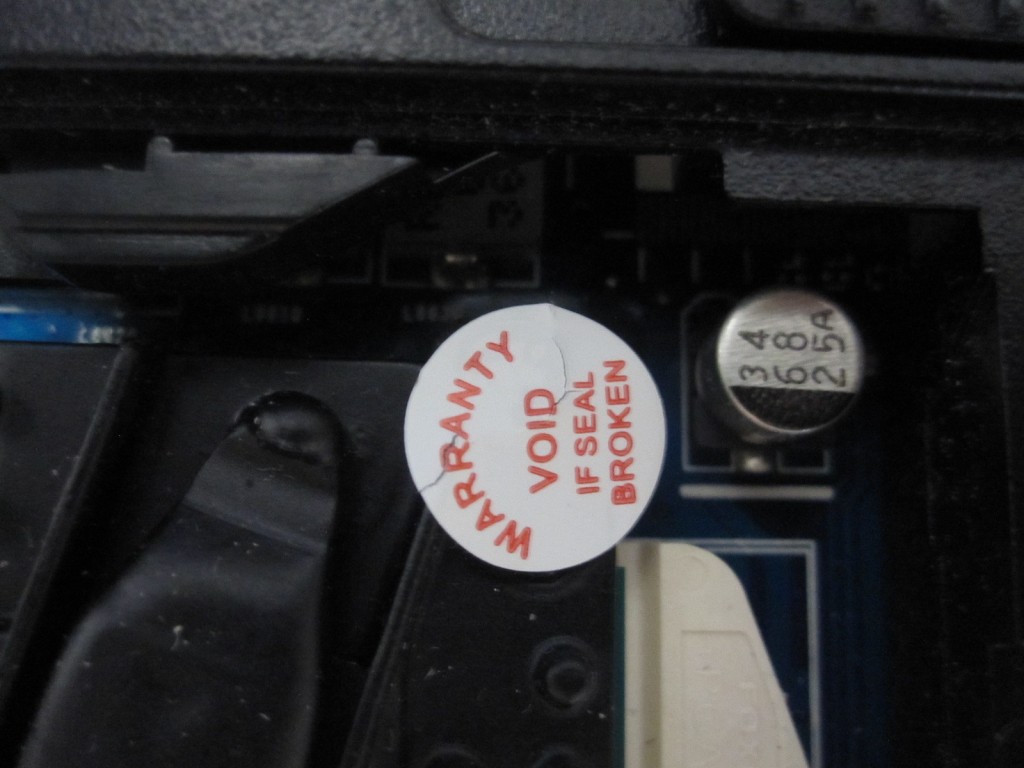 WARRANTY
VOID
IF SEAL
BROKEN
34
68
25A